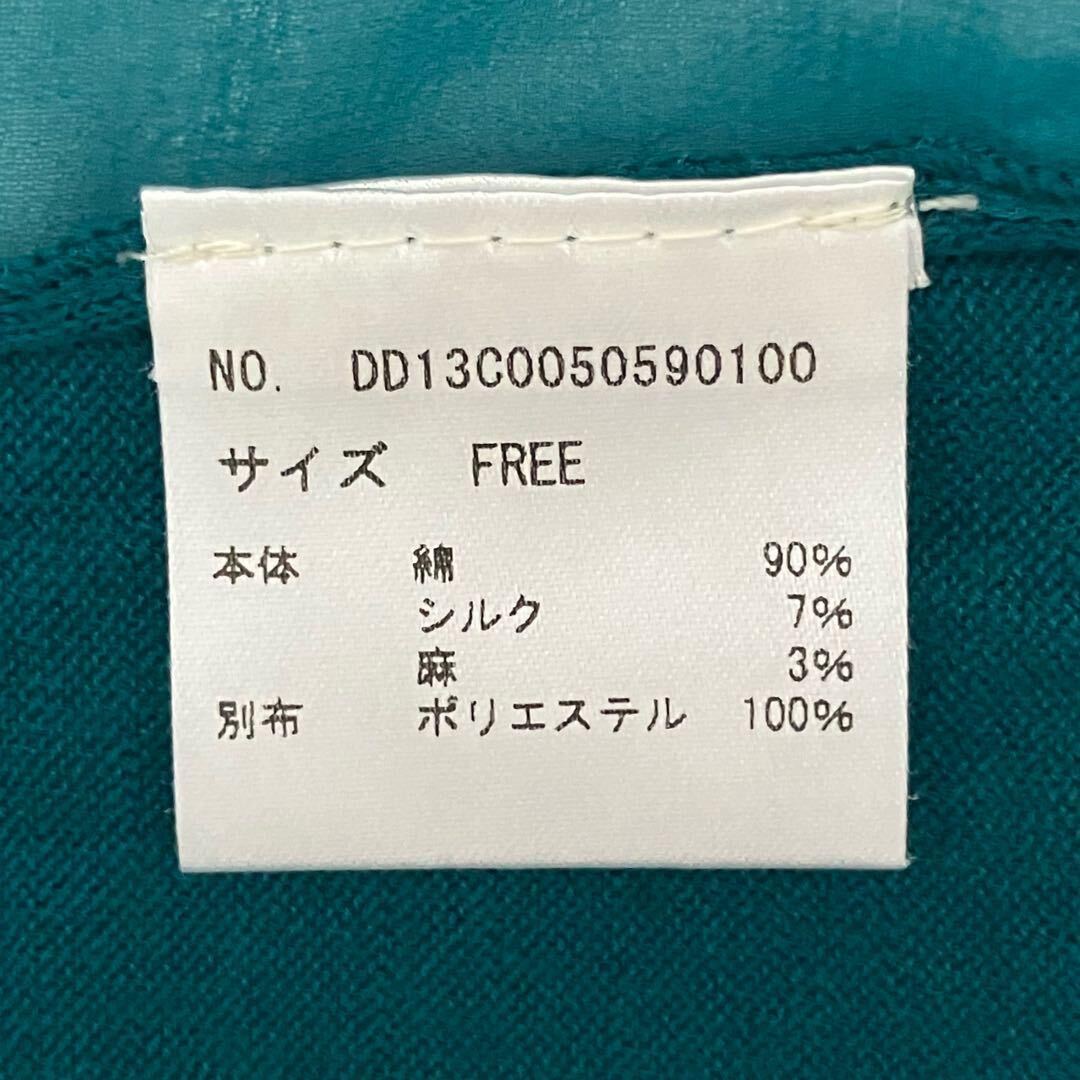 NO. DD13C0050590100
サイズ FREE
本体 綿 90%
シルク 7%
麻 3%
別布 ポリエステル 100%